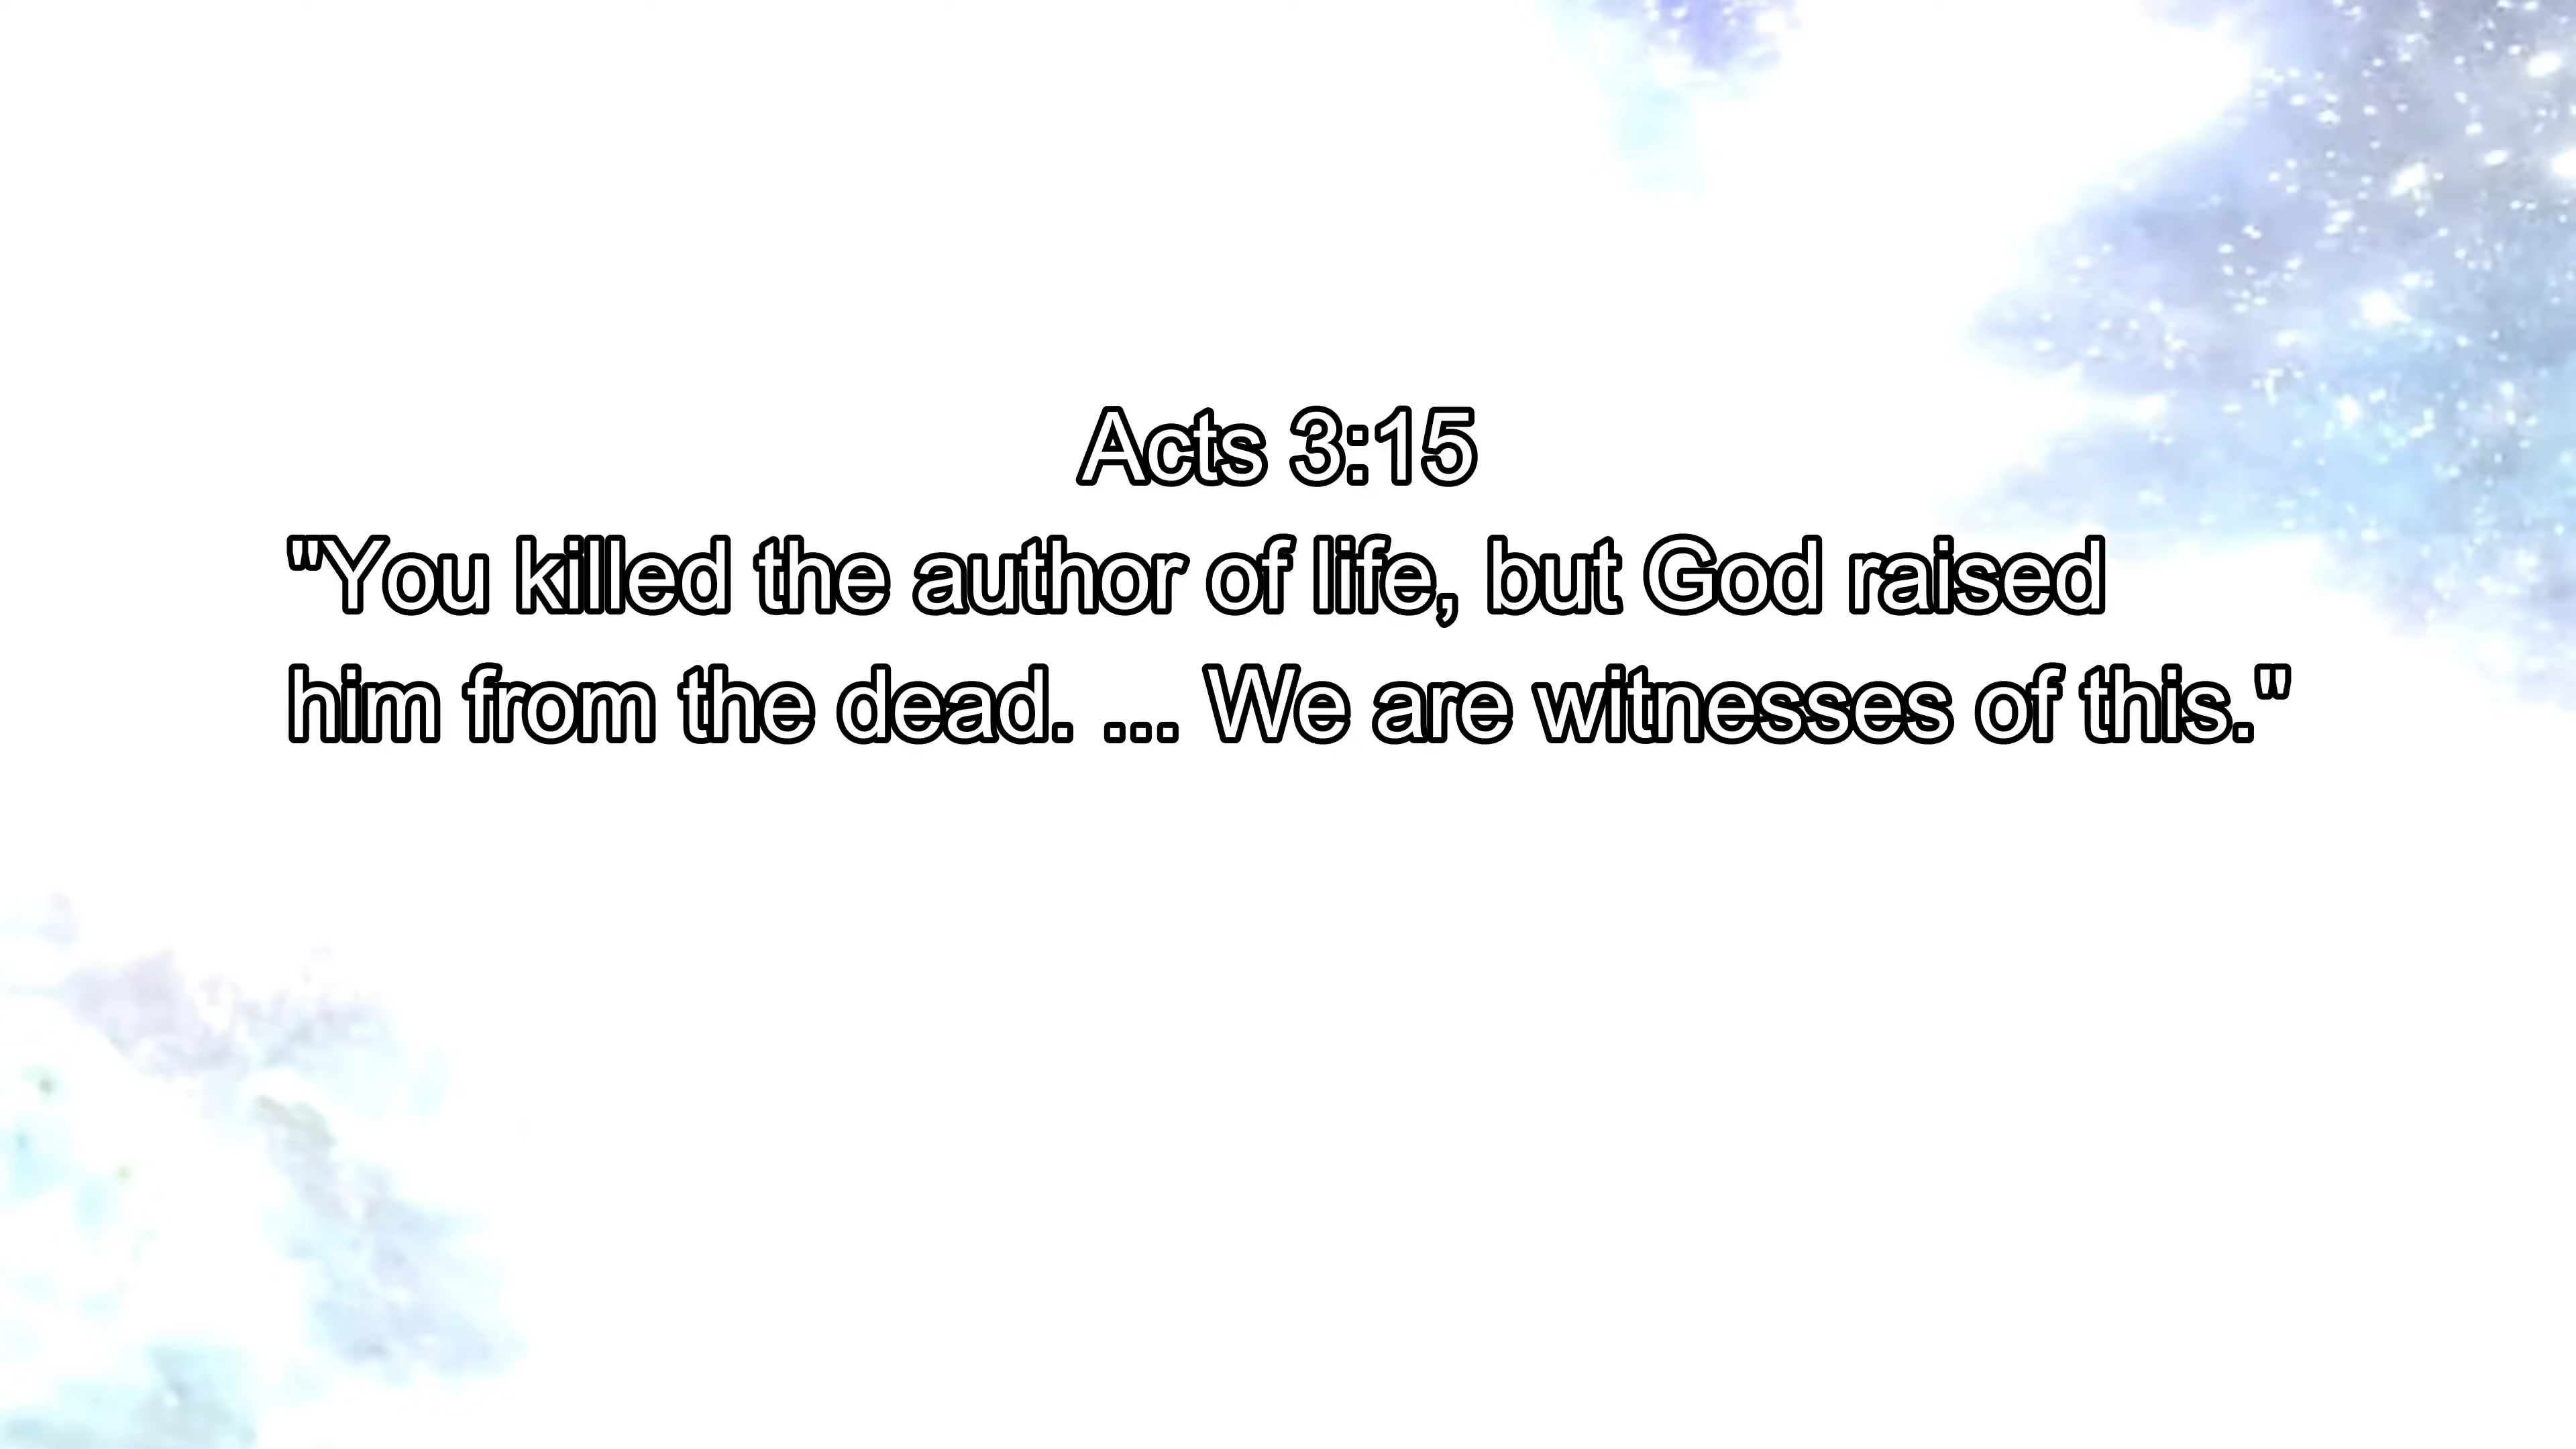 Acts 3:15
"You killed the author of life, but God raised
him from the dead. ... We are witnesses of this."